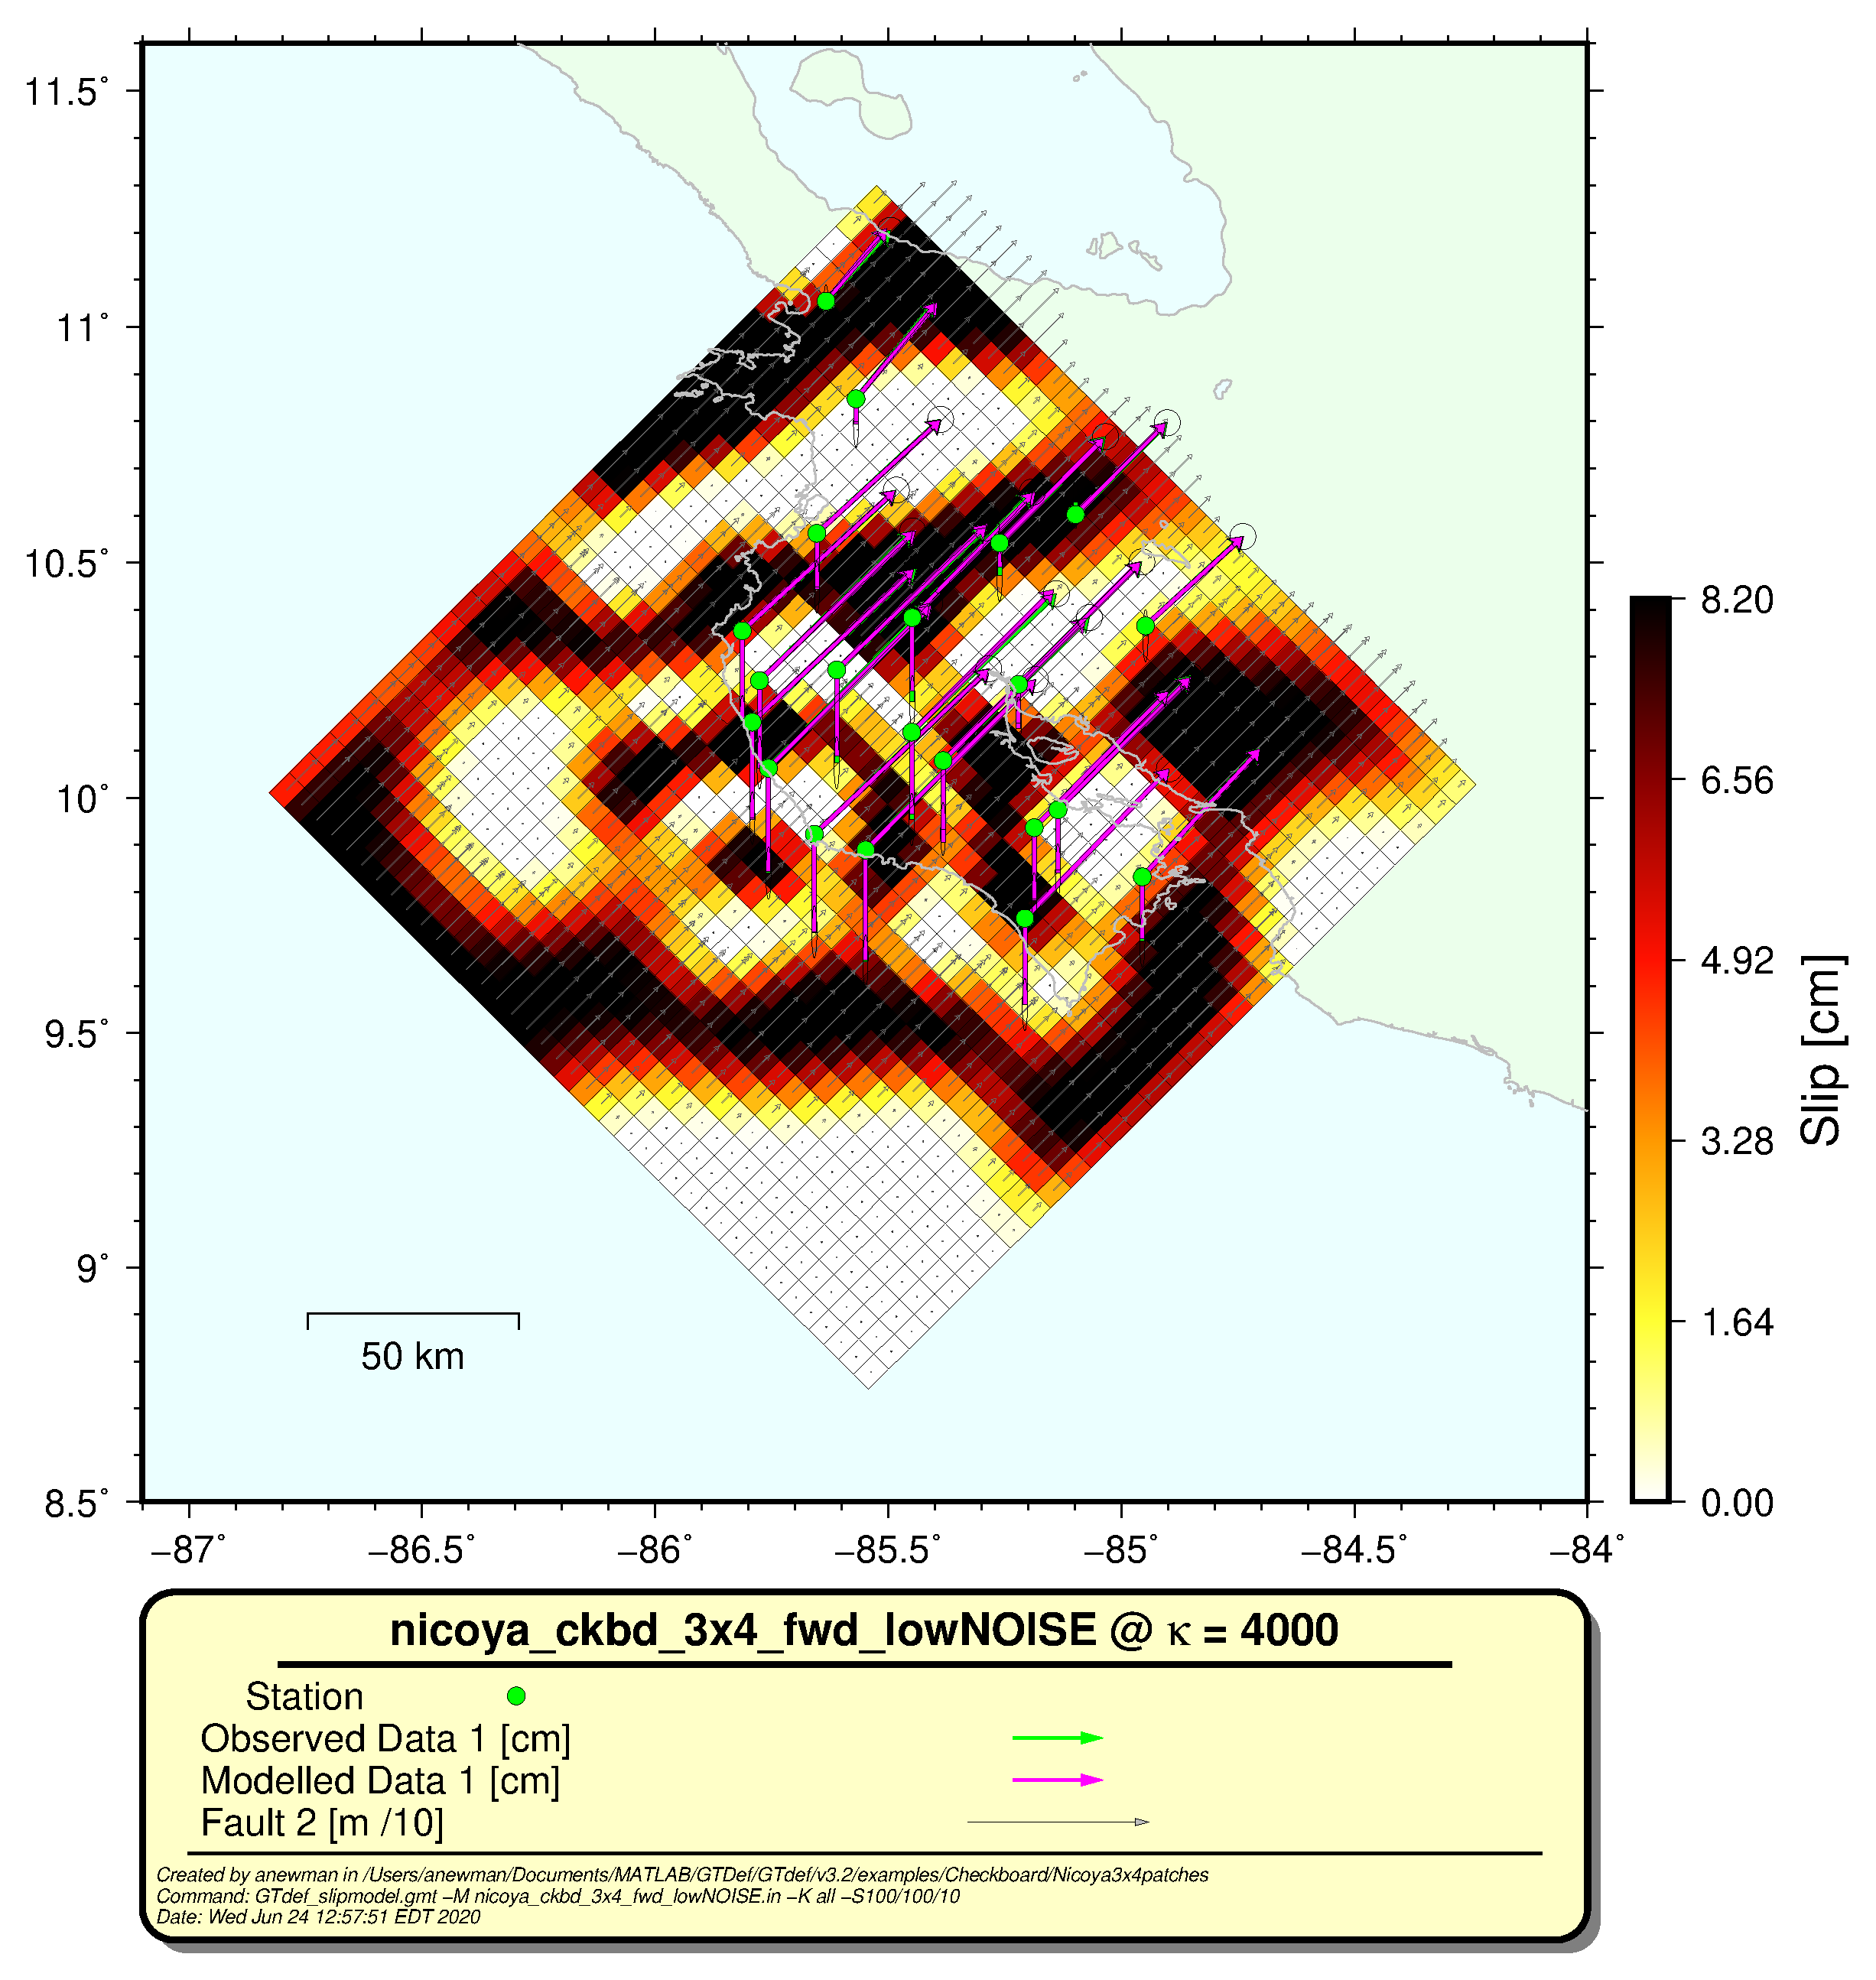 11.5°
11°
10.5°
10°
9.5°
9°
8.5°
−87°
−86.5°
−86°
−85.5°
−85°
−84.5°
−84°
50 km
8.20
6.56
4.92
3.28
1.64
0.00
Slip [cm]
nicoya_ckbd_3x4_fwd_lowNOISE @ κ = 4000
Station
Observed Data 1 [cm]
Modelled Data 1 [cm]
Fault 2 [m /10]
Created by anewman in /Users/anewman/Documents/MATLAB/GTDef/GTdef/v3.2/examples/Checkboard/Nicoya3x4patches
Command: GTdef_slipmodel.gmt −M nicoya_ckbd_3x4_fwd_lowNOISE.in −K all −S100/100/10
Date: Wed Jun 24 12:57:51 EDT 2020